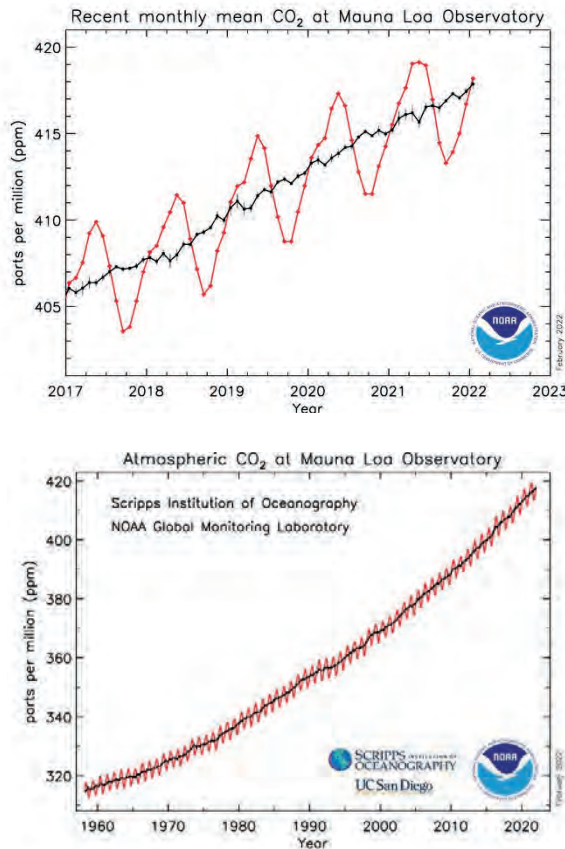 Recent monthly mean CO₂ at Mauna Loa Observatory
420
415
410
405
parts per million (ppm)
2017 2018 2019 2020 2021 2022 2023
Year
NOAA
February 2022
Atmospheric CO₂ at Mauna Loa Observatory
Scripps Institution of Oceanography
NOAA Global Monitoring Laboratory
420
400
380
360
340
320
parts per million (ppm)
1960 1970 1980 1990 2000 2010 2020
Year
SCRIPPS INSTITUTION OF
OCEANOGRAPHY
UC San Diego
NOAA
February 2022